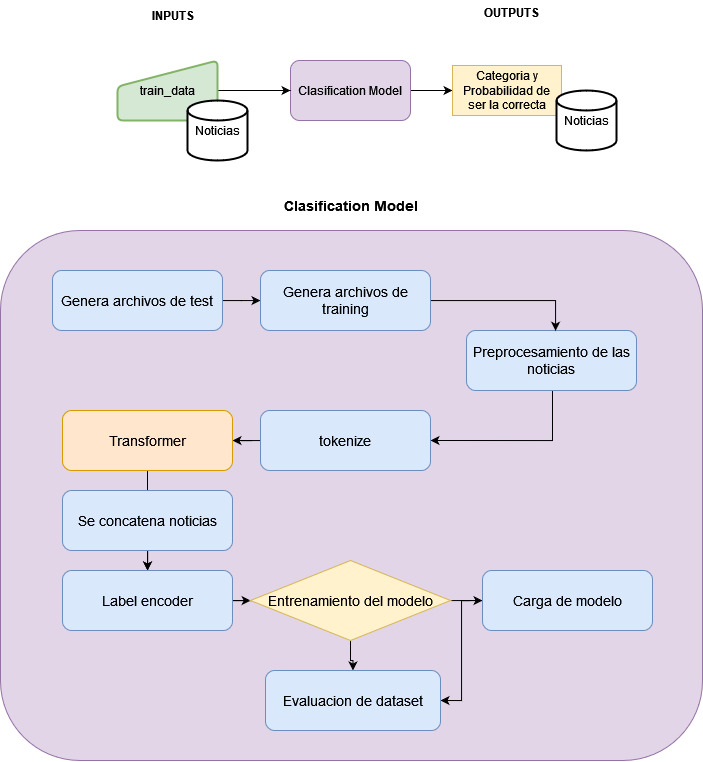 INPUTS
OUTPUTS
train_data
Noticias
Clasification Model
Categoria y
Probabilidad de
ser la correcta
Noticias
Clasification Model
Genera archivos de test
Genera archivos de
training
Preprocesamiento de las
noticias
Transformer
tokenize
Se concatena noticias
Label encoder
Entrenamiento del modelo
Carga de modelo
Evaluacion de dataset